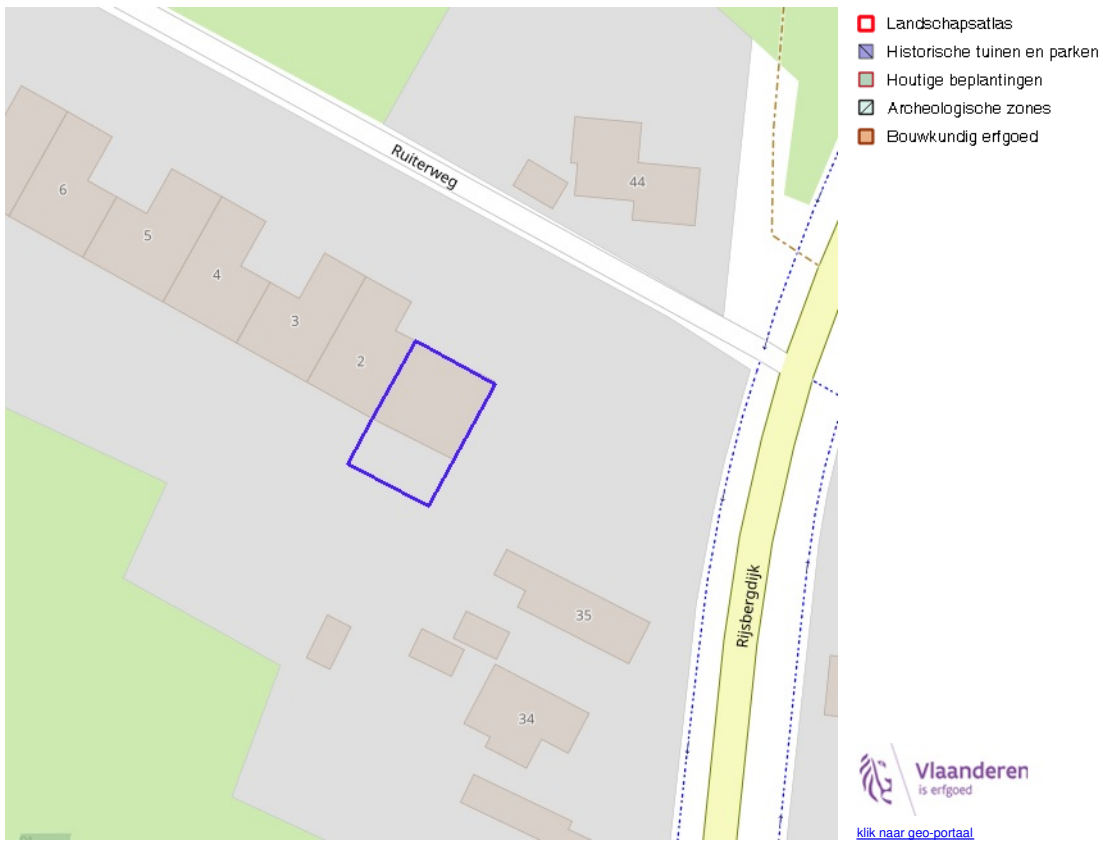 Landschapsatlas
Historische tuinen en parken
Houtige beplantingen
Archeologische zones
Bouwkundig erfgoed
Ruiterweg
44
6
5
4
3
2
35
Rijsbergdijk
34
Vlaanderen
is erfgoed
klik naar geo-portaal